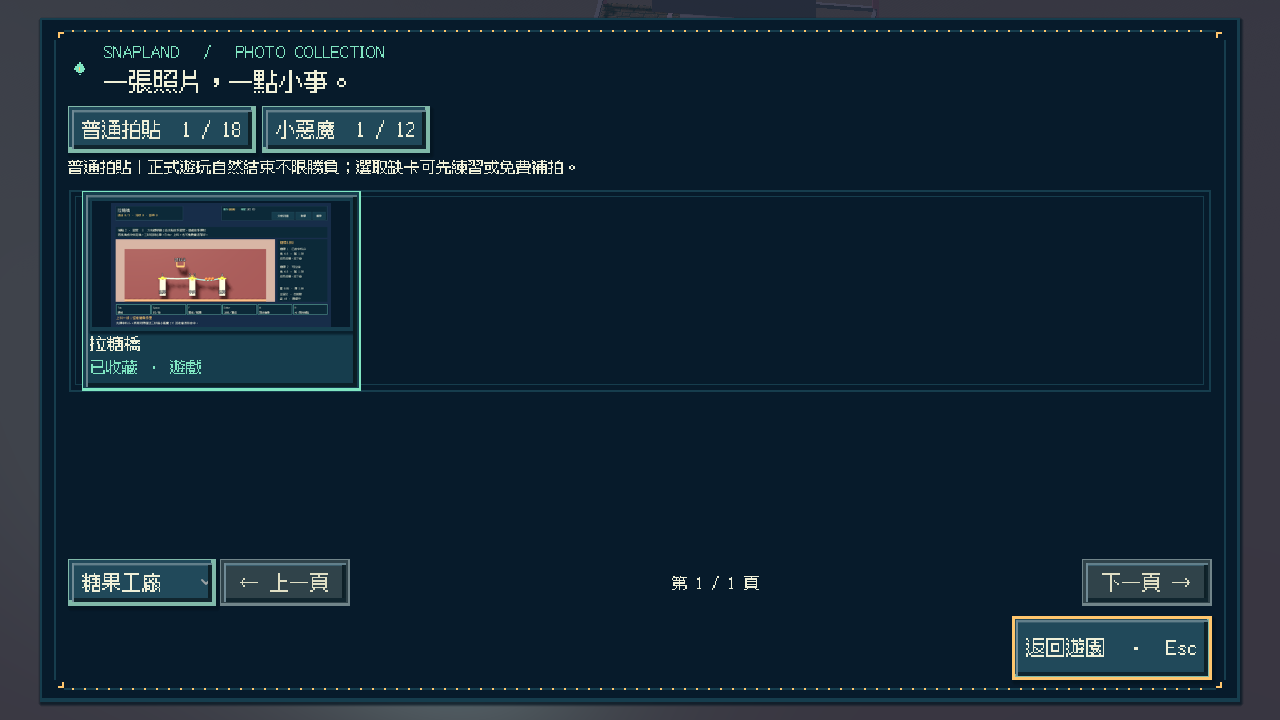 SNAPLAND / PHOTO COLLECTION
一張照片，一點小事。
普通拍貼 1 / 18
小惡魔 1 / 12
普通拍貼｜正式遊玩自然結束不限勝負；選取缺卡可先練習或免費補拍。
拉糖橋
已收藏 · 遊戲
糖果工廠
← 上一頁
第 1 / 1 頁
下一頁 →
返回遊園 · Esc